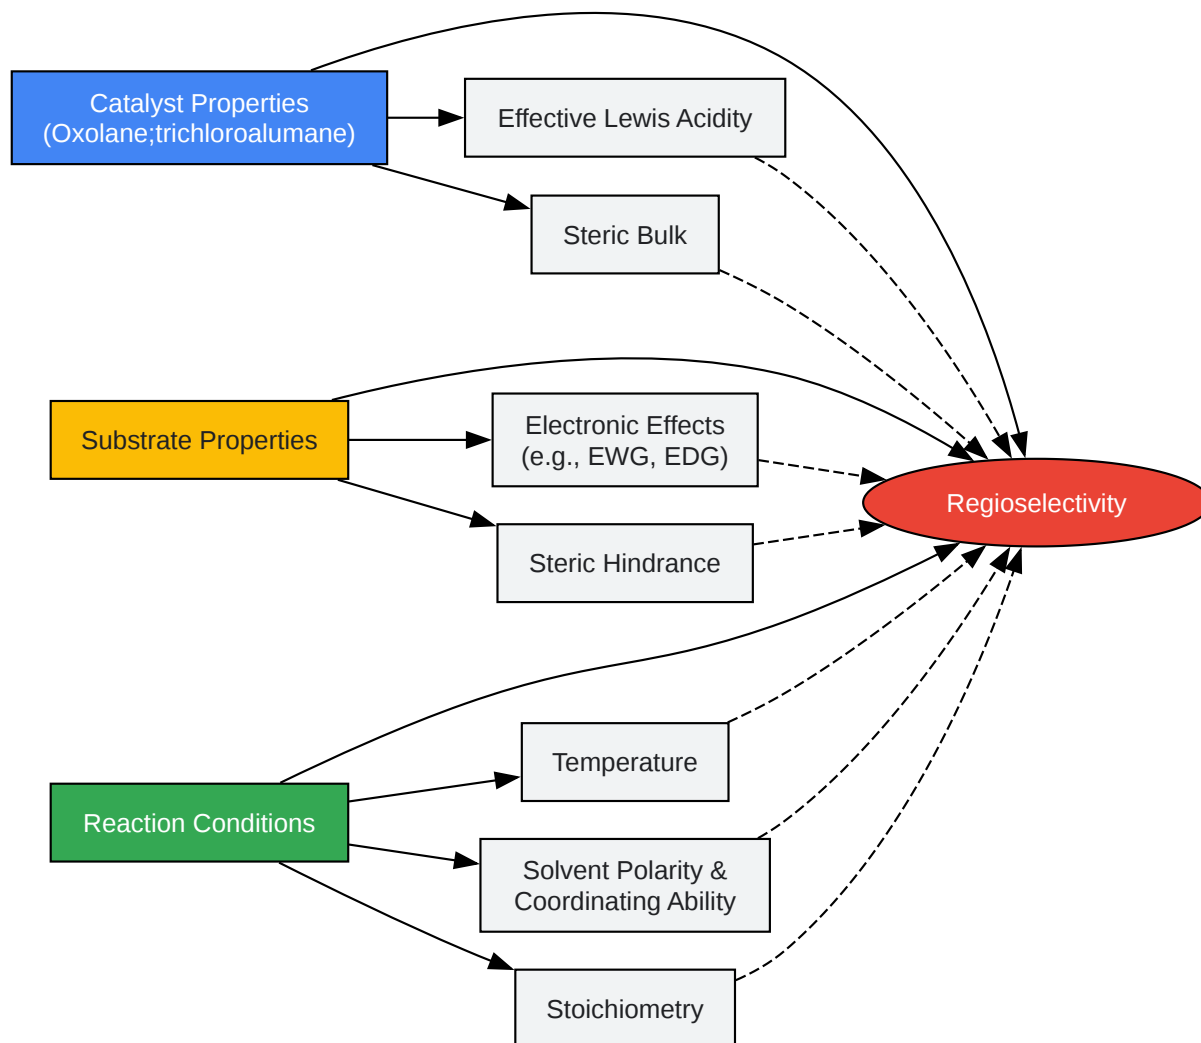 Catalyst Properties
(Oxolane;trichloroalumane)
Effective Lewis Acidity
Steric Bulk
Substrate Properties
Electronic Effects
(e.g., EWG, EDG)
Steric Hindrance
Regioselectivity
Reaction Conditions
Temperature
Solvent Polarity &
Coordinating Ability
Stoichiometry